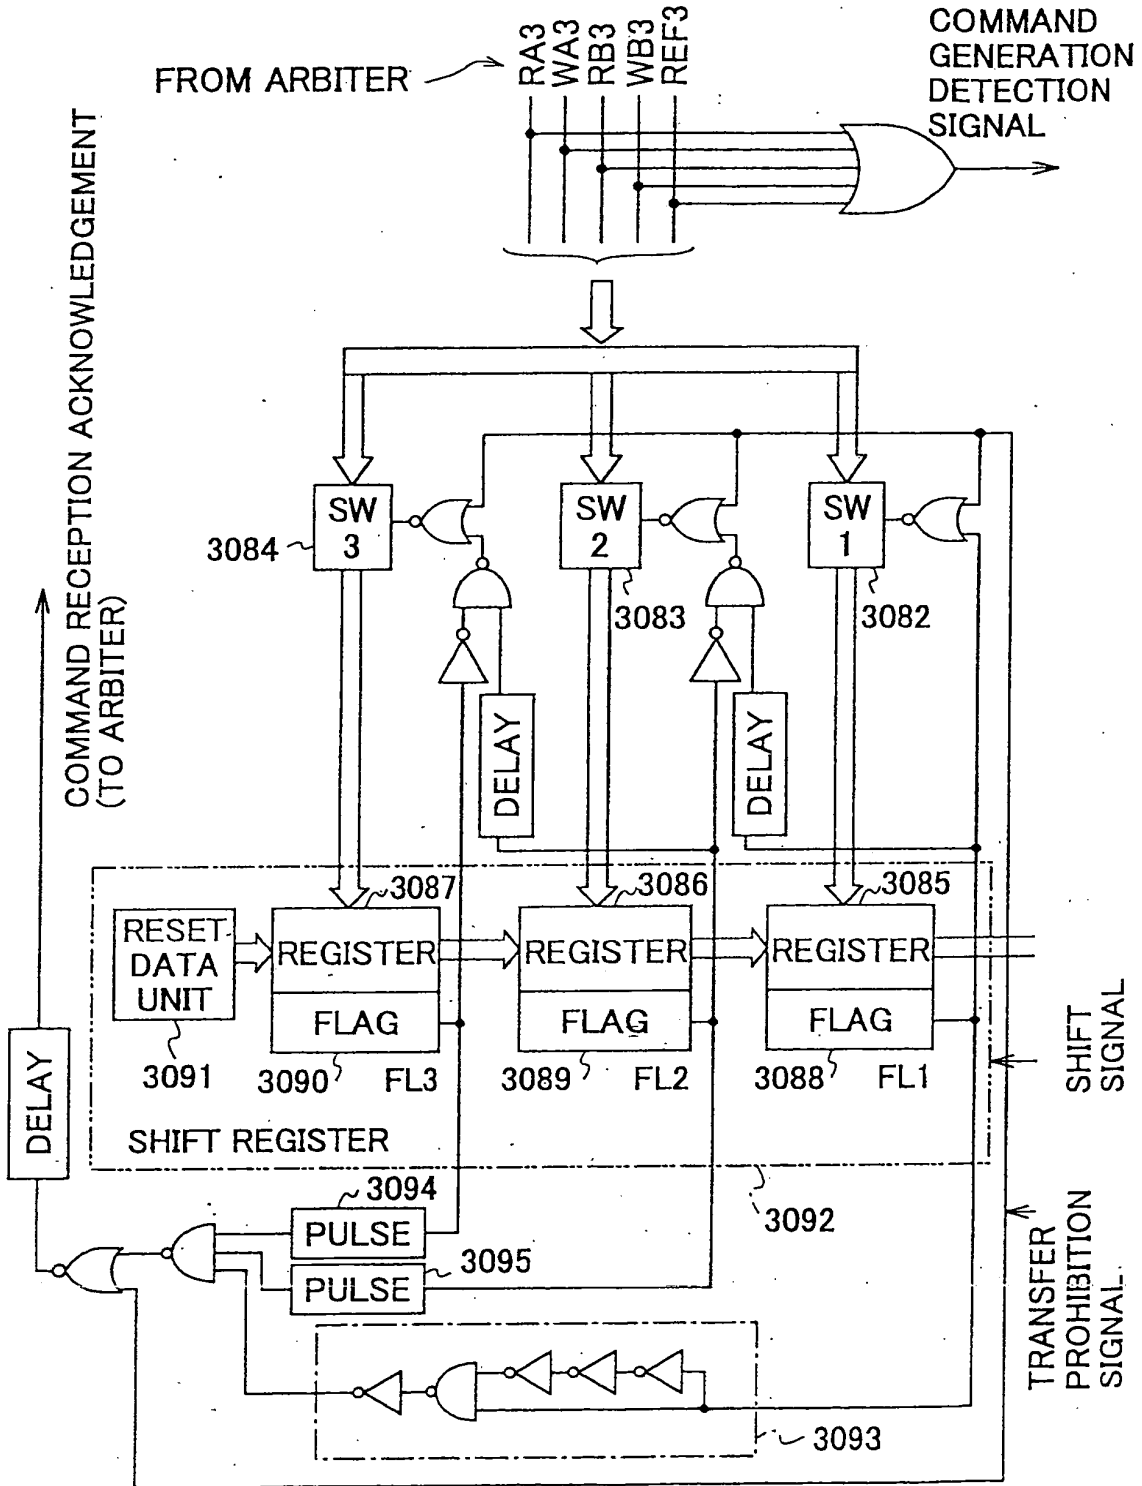 COMMAND
GENERATION
DETECTION
SIGNAL
FROM ARBITER
RA3
WA3
RB3
WB3
REF3
COMMAND RECEPTION ACKNOWLEDGEMENT
(TO ARBITER)
SW
3
SW
2
SW
1
3084
3083
3082
DELAY
DELAY
3087
3086
3085
RESET
DATA
UNIT
REGISTER
REGISTER
REGISTER
FLAG
FLAG
FLAG
3091
3090
FL3
3089
FL2
3088
FL1
SHIFT
SIGNAL
DELAY
SHIFT REGISTER
3092
3094
PULSE
3095
PULSE
TRANSFER
PROHIBITION
SIGNAL
3093